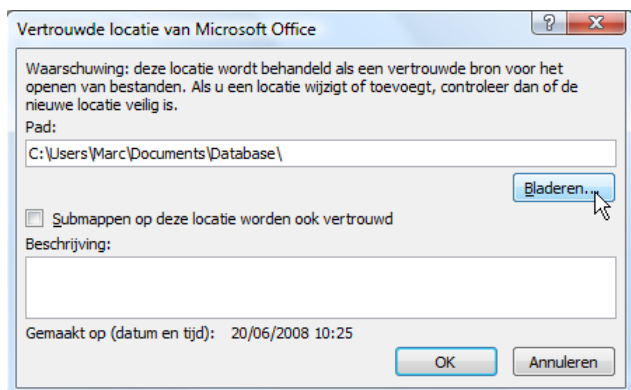 Vertrouwde locatie van Microsoft Office
Waarschuwing: deze locatie wordt behandeld als een vertrouwde bron voor het
openen van bestanden. Als u een locatie wijzigt of toevoegt, controleer dan of de
nieuwe locatie veilig is.
Pad:
C:\Users\Marc\Documents\Database\
Bladeren...
Submappen op deze locatie worden ook vertrouwd
Beschrijving:
Gemaakt op (datum en tijd): 20/06/2008 10:25
OK Annuleren